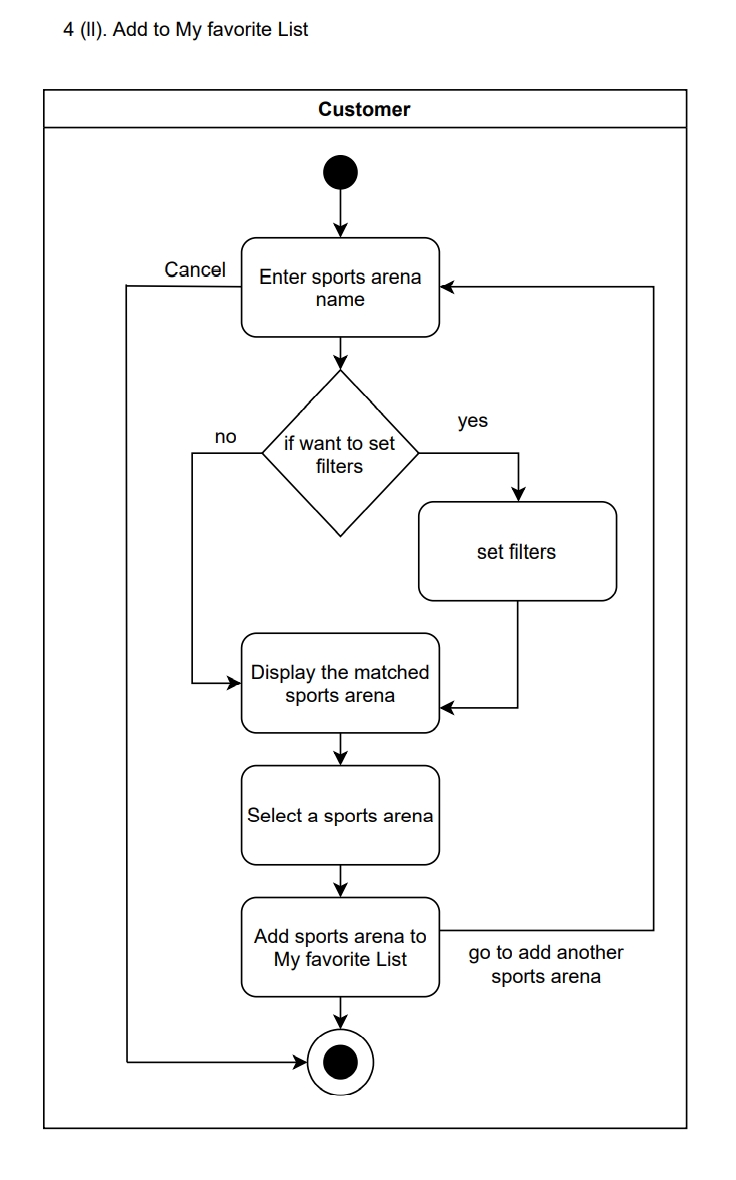 4 (II). Add to My favorite List
Customer
Cancel
Enter sports arena
name
no
if want to set
filters
yes
set filters
Display the matched
sports arena
Select a sports arena
Add sports arena to
My favorite List
go to add another
sports arena